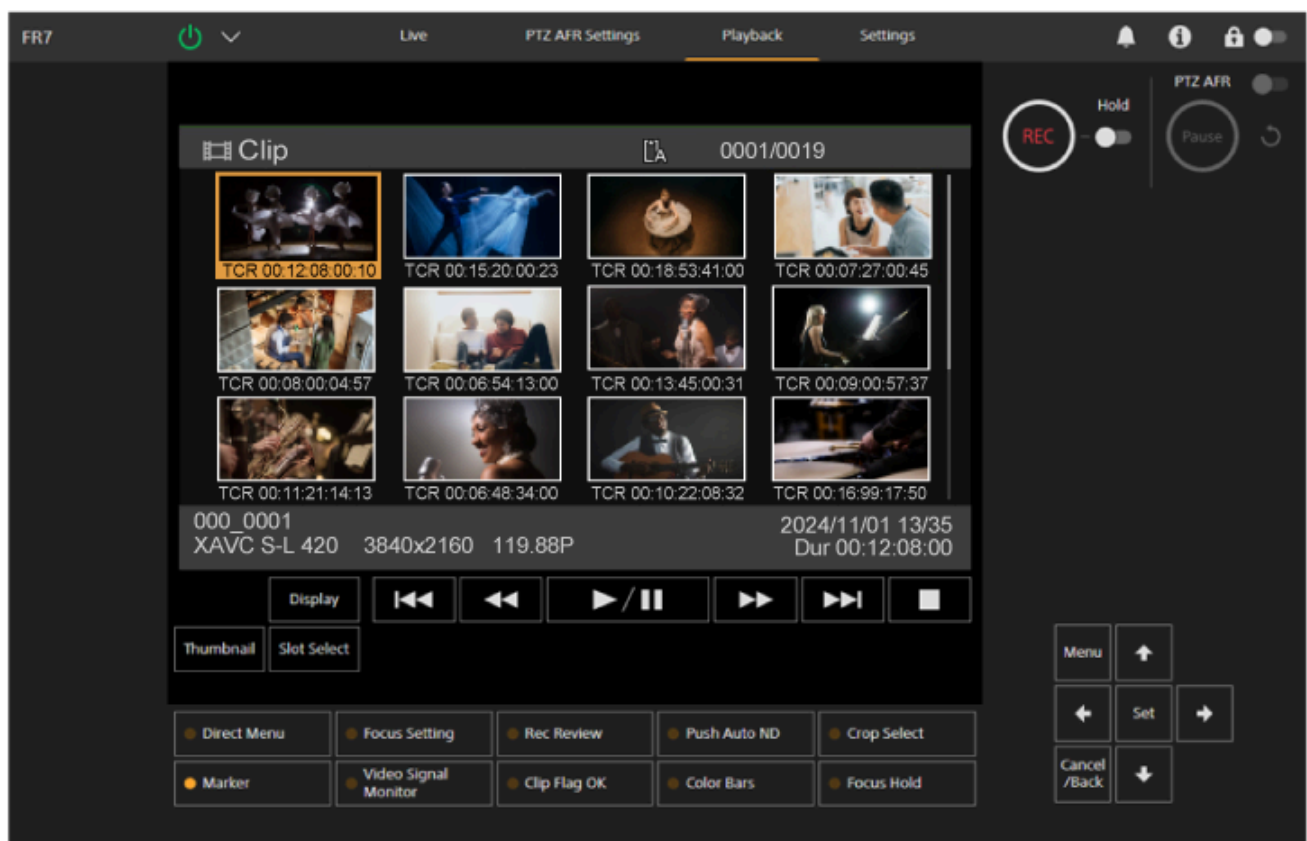 FR7 Live PTZ AFR Settings Playback Settings
PTZ AFR
Hold
REC Pause
Clip A 0001/0019
TCR 00:12:08:00:10 TCR 00:15:20:00:23 TCR 00:18:53:41:00 TCR 00:07:27:00:45
TCR 00:08:00:04:57 TCR 00:06:54:13:00 TCR 00:13:45:00:31 TCR 00:09:00:57:37
TCR 00:11:21:14:13 TCR 00:06:48:34:00 TCR 00:10:22:08:32 TCR 00:16:99:17:50
000_0001 2024/11/01 13/35
XAVC S-L 420 3840x2160 119.88P Dur 00:12:08:00
Display
Thumbnail Slot Select
Menu
Set
Cancel
/Back
Direct Menu Focus Setting Rec Review Push Auto ND Crop Select
Marker Video Signal
Monitor Clip Flag OK Color Bars Focus Hold